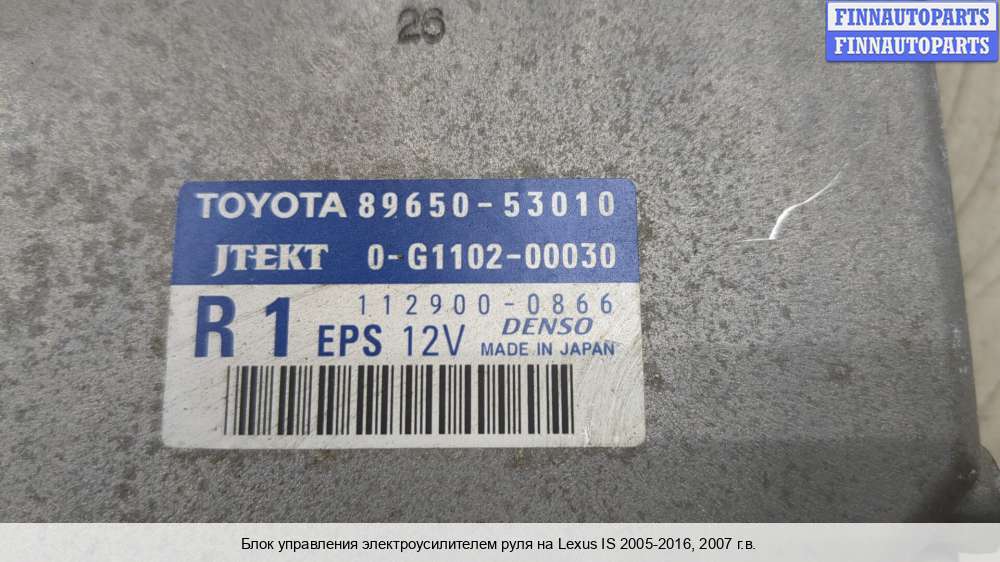 26
FINNAUTOPARTS
FINNAUTOPARTS
TOYOTA 89650-53010
JTEKT 0-G1102-00030
112900-0866
R1 EPS 12V DENSO
MADE IN JAPAN
Блок управления электроусилителем руля на Lexus IS 2005-2016, 2007 г.в.